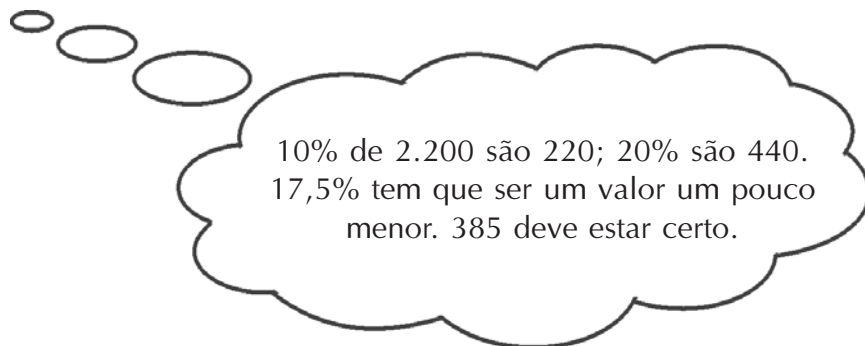 10% de 2.200 são 220; 20% são 440.
17,5% tem que ser um valor um pouco
menor. 385 deve estar certo.